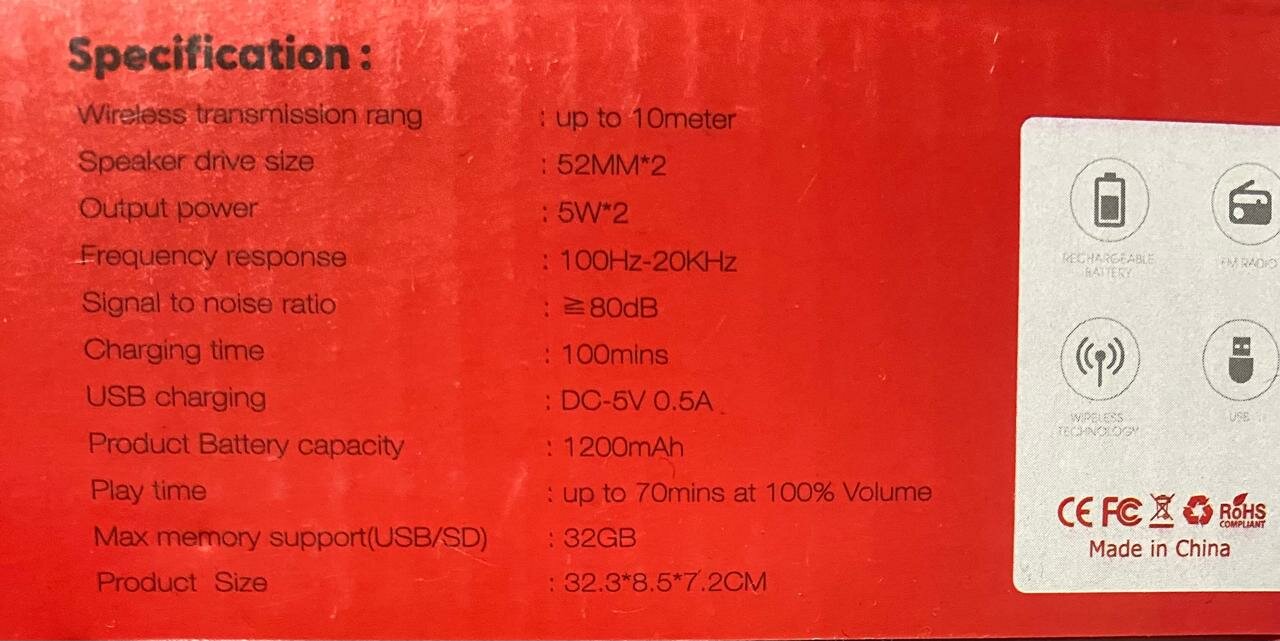 Specification :
Wireless transmission rang : up to 10meter
Speaker drive size : 52MM*2
Output power : 5W*2
Frequency response : 100Hz-20KHz
Signal to noise ratio : ≧80dB
Charging time : 100mins
USB charging : DC-5V 0.5A
Product Battery capacity : 1200mAh
Play time : up to 70mins at 100% Volume
Max memory support(USB/SD) : 32GB
Product Size : 32.3*8.5*7.2CM
RECHARGEABLE
BATTERY
FM RADIO
WIRELESS
TECHNOLOGY
USB
CE FC RoHS
COMPLIANT
Made in China